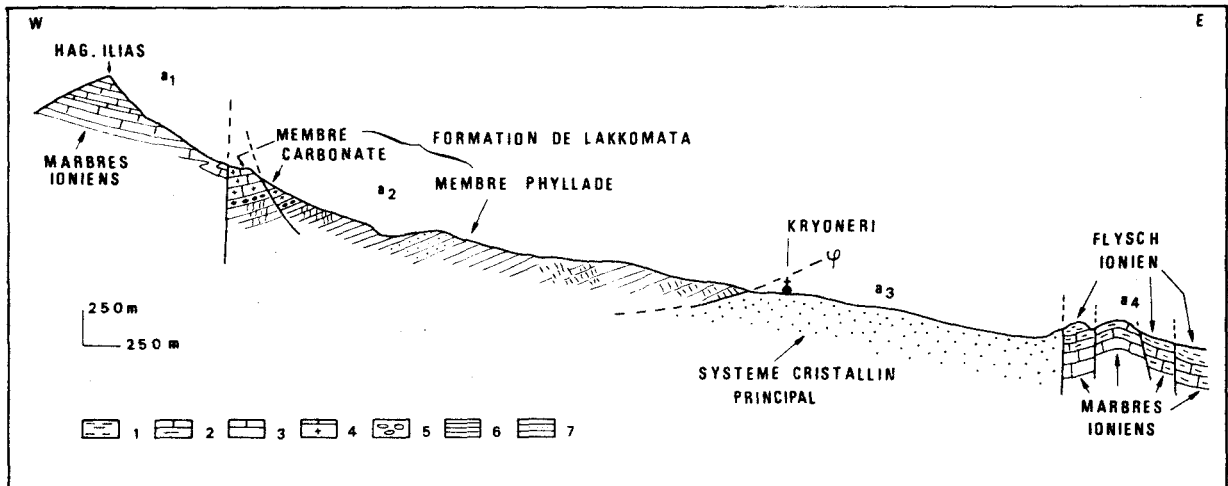 W
E
HAG. ILIAS
a1
MARBRES
IONIENS
MEMBRE
CARBONATE
FORMATION DE LAKKOMATA
MEMBRE PHYLLADE
a2
KRYONERI
φ
a3
FLYSCH
IONIEN
a4
SYSTEME CRISTALLIN
PRINCIPAL
MARBRES
IONIENS
250m
250 m
1 2 3 4 5 6 7